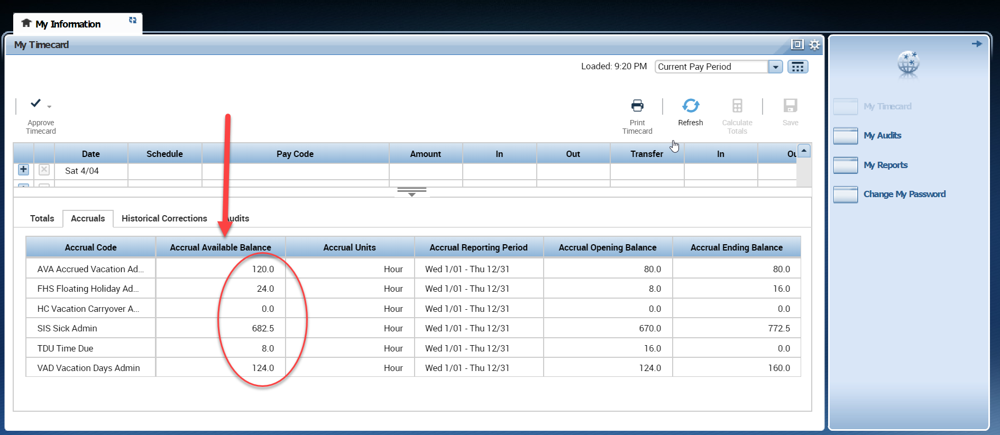 My Information
My Timecard
Loaded: 9:20 PM Current Pay Period
Approve
Timecard
Print
Timecard
Refresh
Calculate
Totals
Save
Date Schedule Pay Code Amount In Out Transfer In Ou
Sat 4/04
Totals Accruals Historical Corrections Audits
Accrual Code Accrual Available Balance Accrual Units Accrual Reporting Period Accrual Opening Balance Accrual Ending Balance
AVA Accrued Vacation Ad... 120.0 Hour Wed 1/01 - Thu 12/31 80.0 80.0
FHS Floating Holiday Ad... 24.0 Hour Wed 1/01 - Thu 12/31 8.0 16.0
HC Vacation Carryover A... 0.0 Hour Wed 1/01 - Thu 12/31 0.0 0.0
SIS Sick Admin 682.5 Hour Wed 1/01 - Thu 12/31 670.0 772.5
TDU Time Due 8.0 Hour Wed 1/01 - Thu 12/31 16.0 0.0
VAD Vacation Days Admin 124.0 Hour Wed 1/01 - Thu 12/31 124.0 160.0
My Timecard
My Audits
My Reports
Change My Password